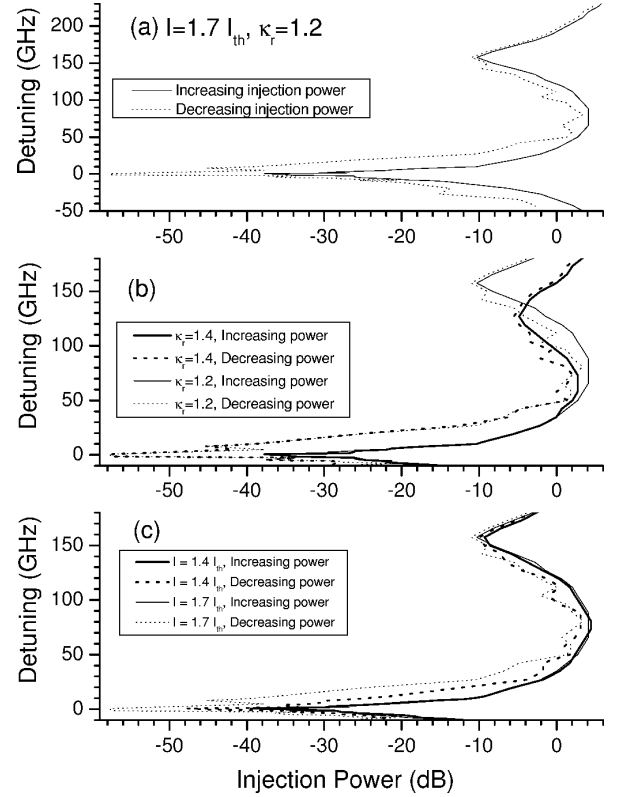 (a) I=1.7 I_th, κ_r=1.2
Increasing injection power
Decreasing injection power
Detuning (GHz)
200
150
100
50
0
-50
-50 -40 -30 -20 -10 0
(b)
κ_r=1.4, Increasing power
κ_r=1.4, Decreasing power
κ_r=1.2, Increasing power
κ_r=1.2, Decreasing power
Detuning (GHz)
150
100
50
0
-50 -40 -30 -20 -10 0
(c)
I = 1.4 I_th, Increasing power
I = 1.4 I_th, Decreasing power
I = 1.7 I_th, Increasing power
I = 1.7 I_th, Decreasing power
Detuning (GHz)
150
100
50
0
-50 -40 -30 -20 -10 0
Injection Power (dB)